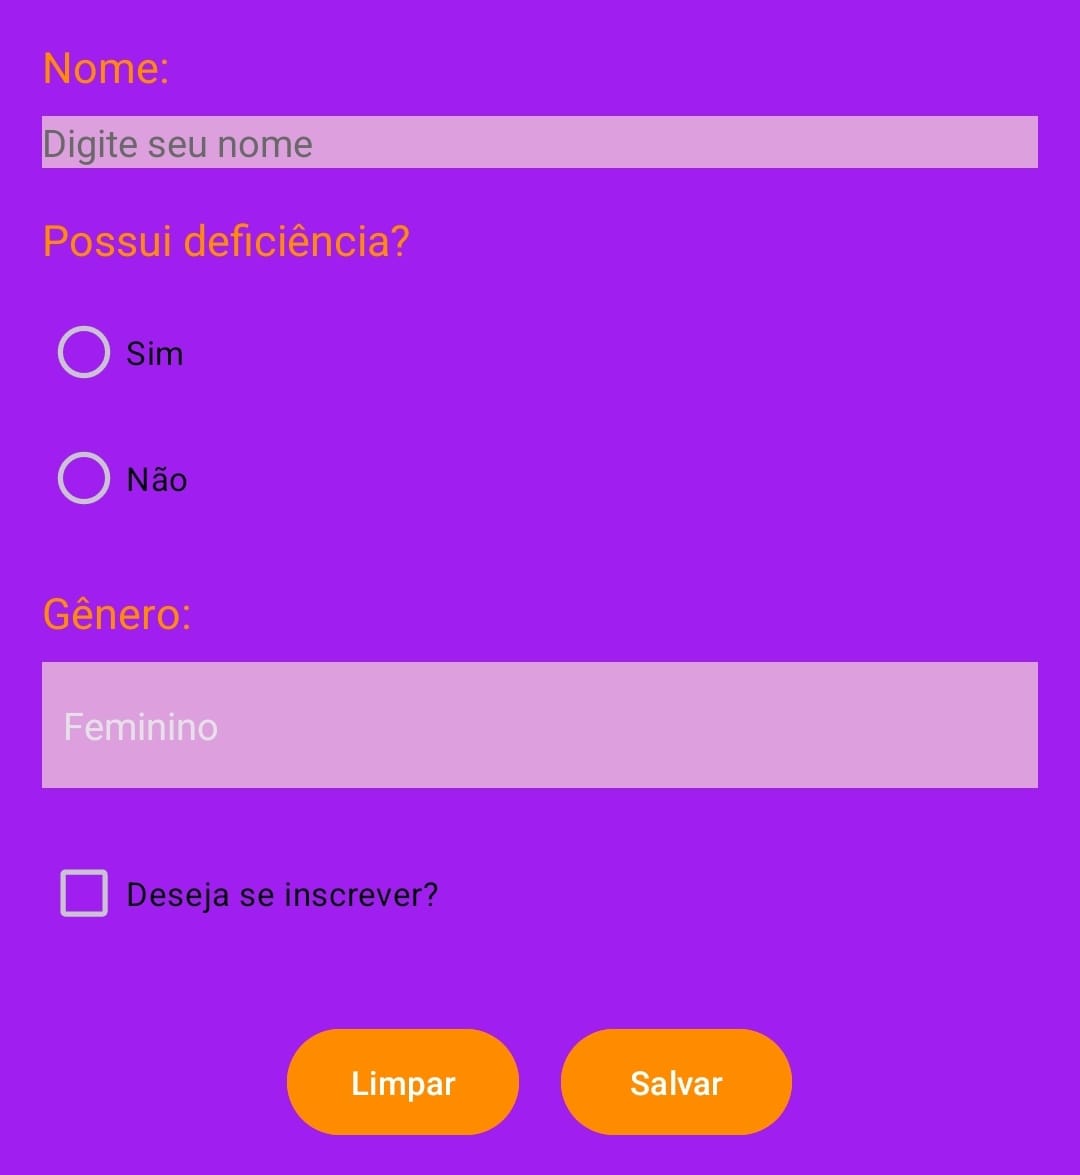 Nome:
Digite seu nome
Possui deficiência?
Sim
Não
Gênero:
Feminino
Deseja se inscrever?
Limpar
Salvar